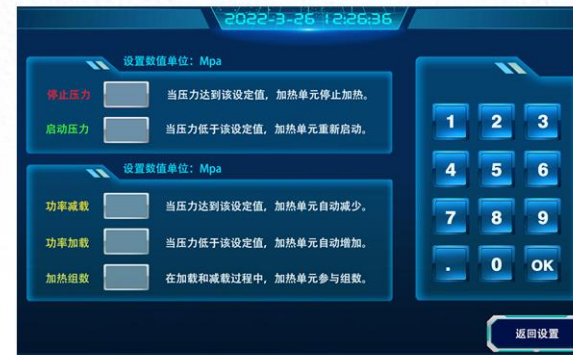 2022-3-26 12:26:36
设置数值单位：Mpa
停止压力 当压力达到该设定值，加热单元停止加热。
启动压力 当压力低于该设定值，加热单元重新启动。
设置数值单位：Mpa
功率减载 当压力达到该设定值，加热单元自动减少。
功率加载 当压力低于该设定值，加热单元自动增加。
加热组数 在加载和减载过程中，加热单元参与组数。
1 2 3
4 5 6
7 8 9
. 0 OK
返回设置